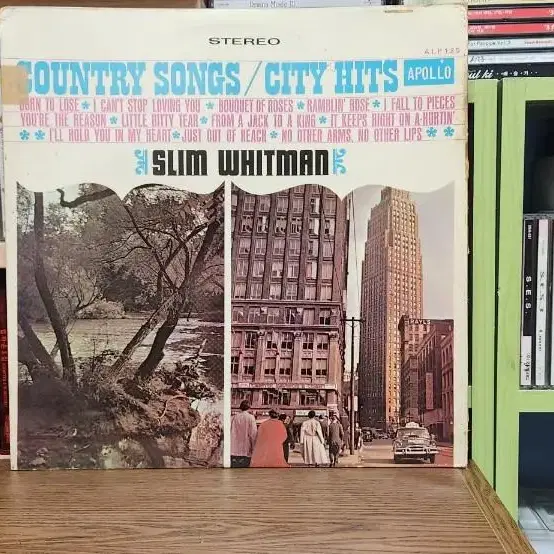 STEREO
A.L.P 125
COUNTRY SONGS / CITY HITS APOLLO
BORN TO LOSE * I CAN'T STOP LOVING YOU * BOUQUET OF ROSES * RAMBLIN' ROSE * I FALL TO PIECES
YOU'RE THE REASON * LITTLE BITTY TEAR * FROM A JACK TO A KING * IT KEEPS RIGHT ON A-HURTIN'
* * I'LL HOLD YOU IN MY HEART * JUST OUT OF REACH * NO OTHER ARMS, NO OTHER LIPS * *
SLIM WHITMAN
S.E.S.
S.E.S